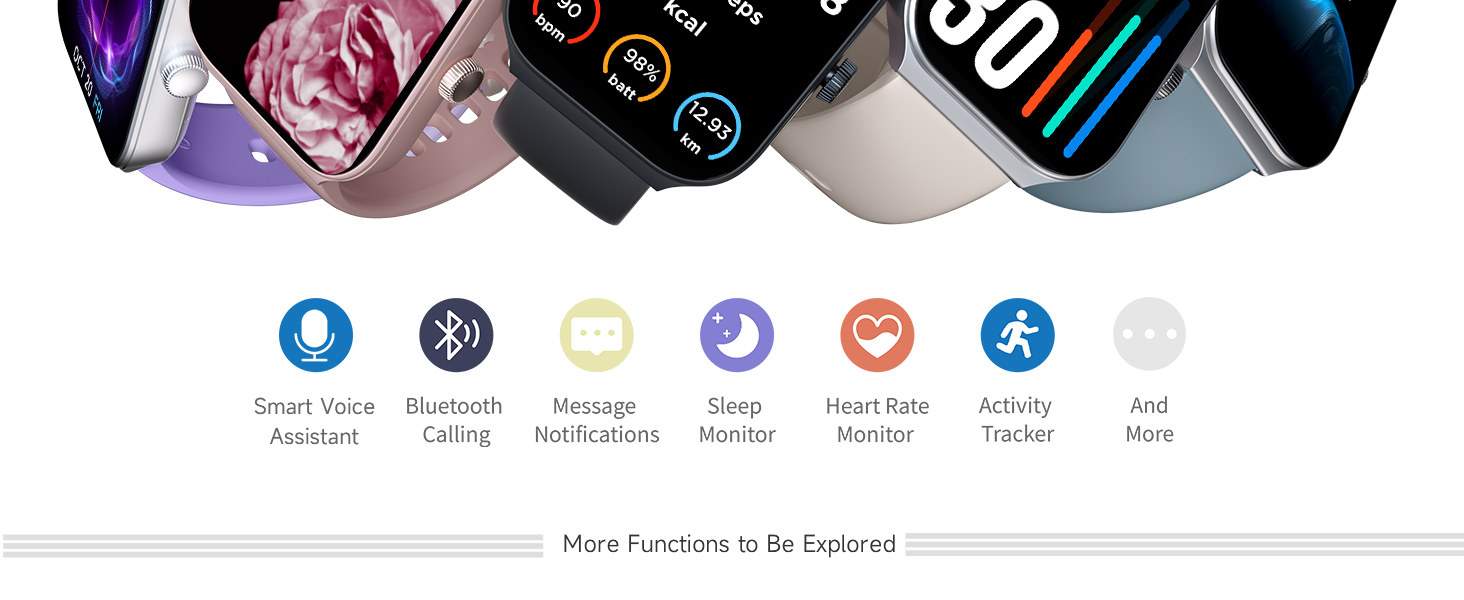 90
bpm
kcal
98%
batt
12.93
km
30
OCT 20 FRI
Smart Voice
Assistant
Bluetooth
Calling
Message
Notifications
Sleep
Monitor
Heart Rate
Monitor
Activity
Tracker
And
More
More Functions to Be Explored